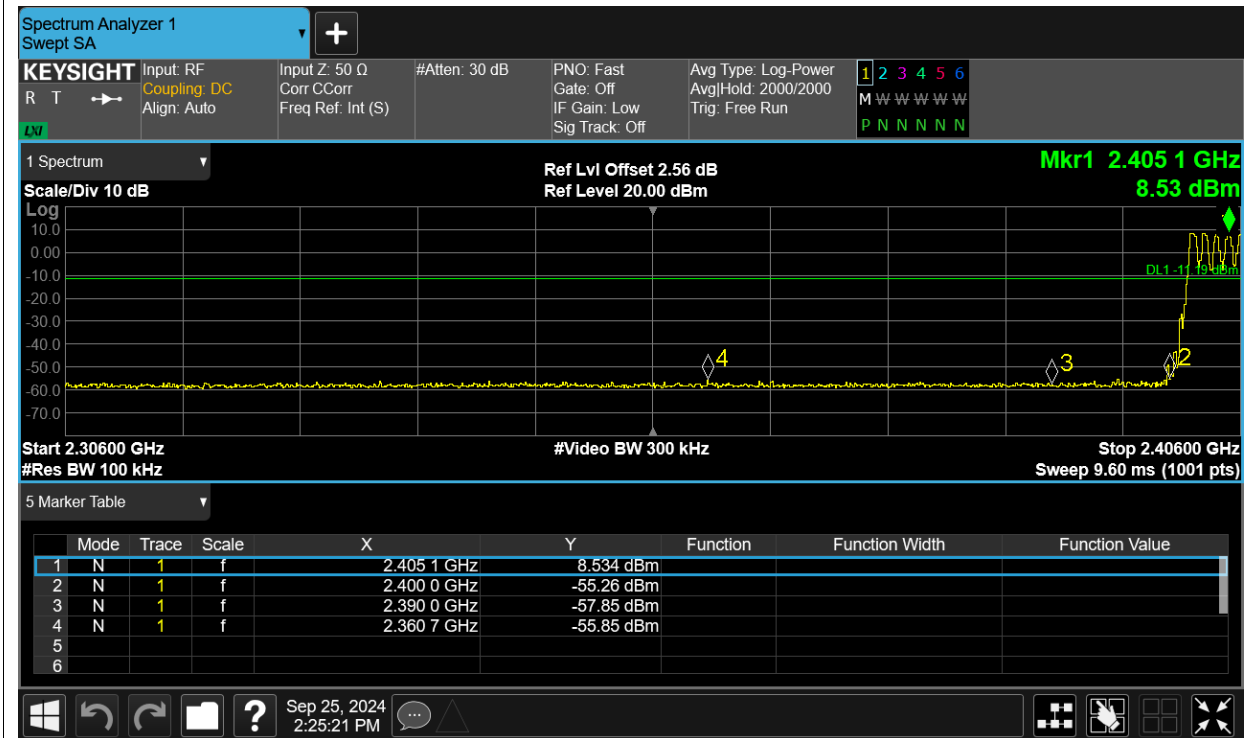 Spectrum Analyzer 1
Swept SA
KEYSIGHT
R T
LXI
Input: RF
Coupling: DC
Align: Auto
Input Z: 50 Ω
Corr CCorr
Freq Ref: Int (S)
#Atten: 30 dB
PNO: Fast
Gate: Off
IF Gain: Low
Sig Track: Off
Avg Type: Log-Power
Avg|Hold: 2000/2000
Trig: Free Run
1 2 3 4 5 6
M W W W W W
P N N N N N
1 Spectrum
Scale/Div 10 dB
Ref Lvl Offset 2.56 dB
Ref Level 20.00 dBm
Mkr1 2.405 1 GHz
8.53 dBm
Log
10.0
0.00
-10.0
-20.0
-30.0
-40.0
-50.0
-60.0
-70.0
DL1 -11.19 dBm
4
3
2
Start 2.30600 GHz
#Res BW 100 kHz
#Video BW 300 kHz
Stop 2.40600 GHz
Sweep 9.60 ms (1001 pts)
5 Marker Table
Mode Trace Scale X Y Function Function Width Function Value
1 N 1 f 2.405 1 GHz 8.534 dBm
2 N 1 f 2.400 0 GHz -55.26 dBm
3 N 1 f 2.390 0 GHz -57.85 dBm
4 N 1 f 2.360 7 GHz -55.85 dBm
5
6
?
Sep 25, 2024
2:25:21 PM